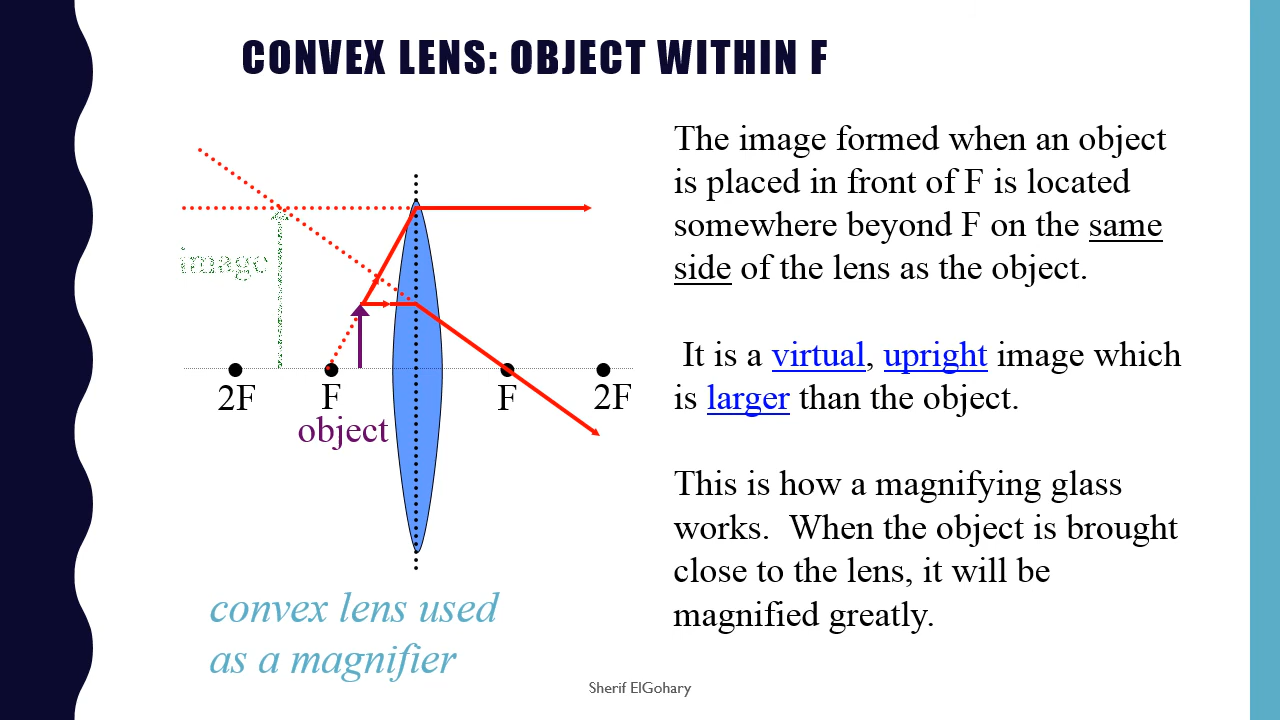 CONVEX LENS: OBJECT WITHIN F
image
2F
F
F
2F
object
convex lens used
as a magnifier
The image formed when an object
is placed in front of F is located
somewhere beyond F on the same
side of the lens as the object.
It is a virtual, upright image which
is larger than the object.
This is how a magnifying glass
works. When the object is brought
close to the lens, it will be
magnified greatly.
Sherif ElGohary